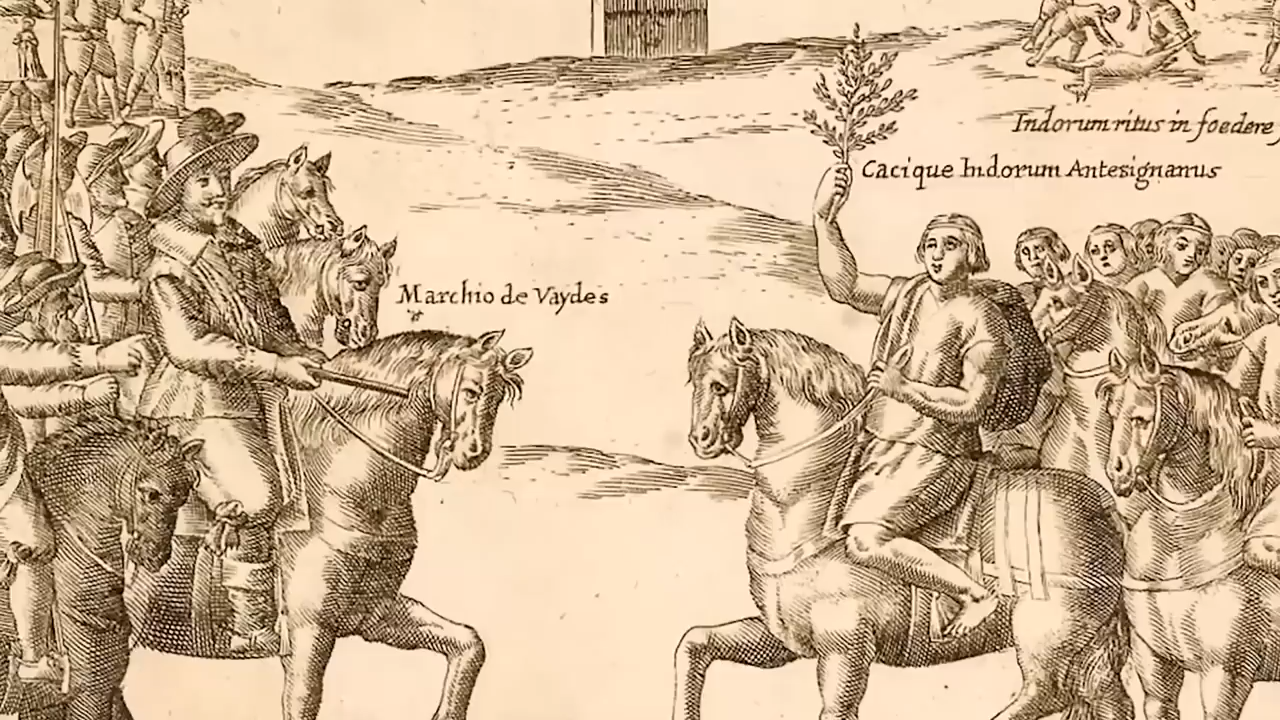 Indorum ritus in foedere
Cacique Indorum Antesignanus
Marchio de Vaydes